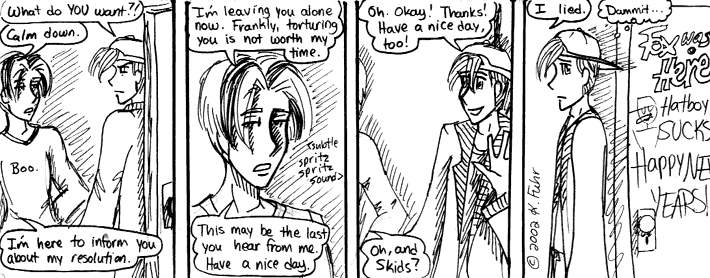 What do YOU want?!
Calm down.
Boo.
I'm here to inform you
about my resolution.
I'm leaving you alone
now. Frankly, torturing
you is not worth my
time.
<subtle
spritz
spritz
sound>
This may be the last
you hear from me.
Have a nice day.
Oh. Okay! Thanks!
Have a nice day,
too!
Oh, and
Skids?
I lied.
Dammit...
Fox was
Here
Hatboy
SUCKS
HAPPY NEW
YEARS!
© 2002 K. Fuhr